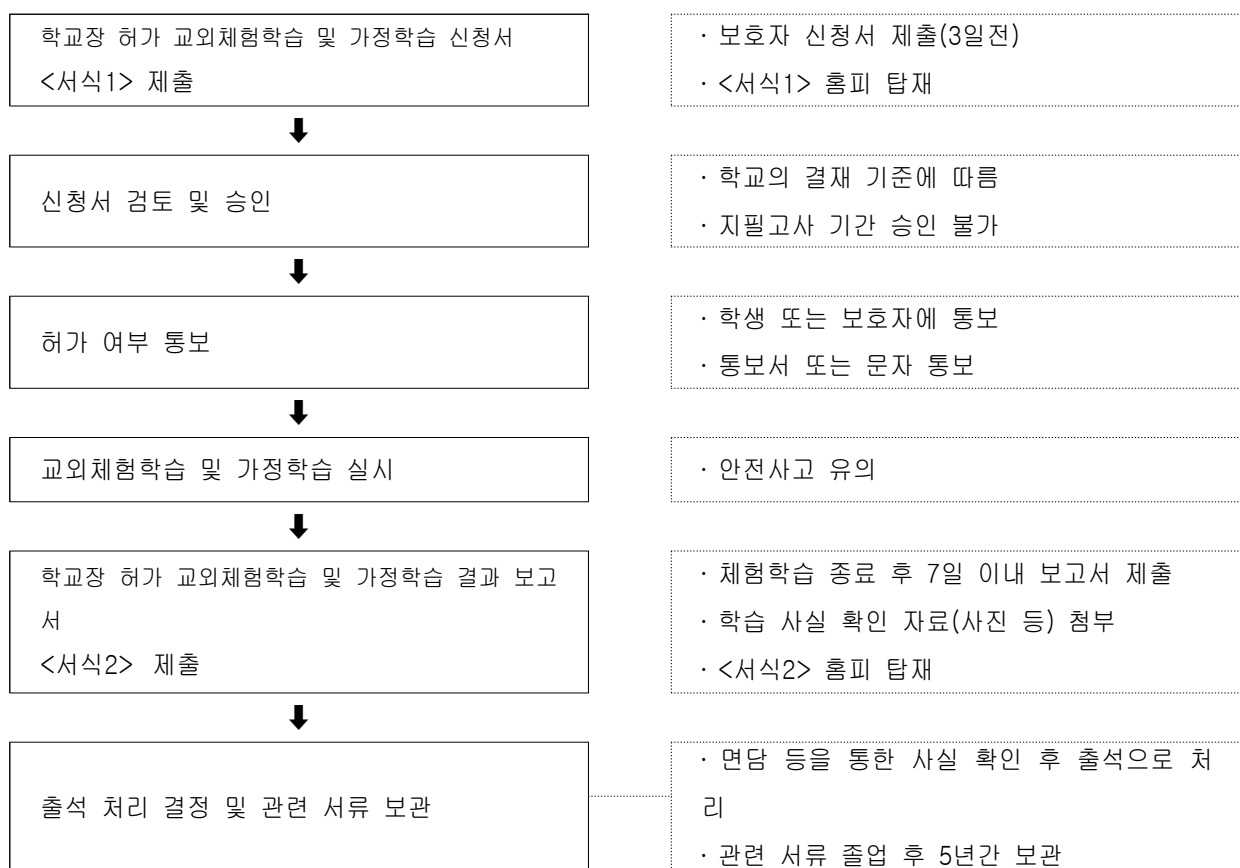 학교장 허가 교외체험학습 및 가정학습 신청서
<서식1> 제출
· 보호자 신청서 제출(3일전)
· <서식1> 홈피 탑재
신청서 검토 및 승인
· 학교의 결재 기준에 따름
· 지필고사 기간 승인 불가
허가 여부 통보
· 학생 또는 보호자에 통보
· 통보서 또는 문자 통보
교외체험학습 및 가정학습 실시
· 안전사고 유의
학교장 허가 교외체험학습 및 가정학습 결과 보고
서
<서식2> 제출
· 체험학습 종료 후 7일 이내 보고서 제출
· 학습 사실 확인 자료(사진 등) 첨부
· <서식2> 홈피 탑재
출석 처리 결정 및 관련 서류 보관
· 면담 등을 통한 사실 확인 후 출석으로 처
리
· 관련 서류 졸업 후 5년간 보관